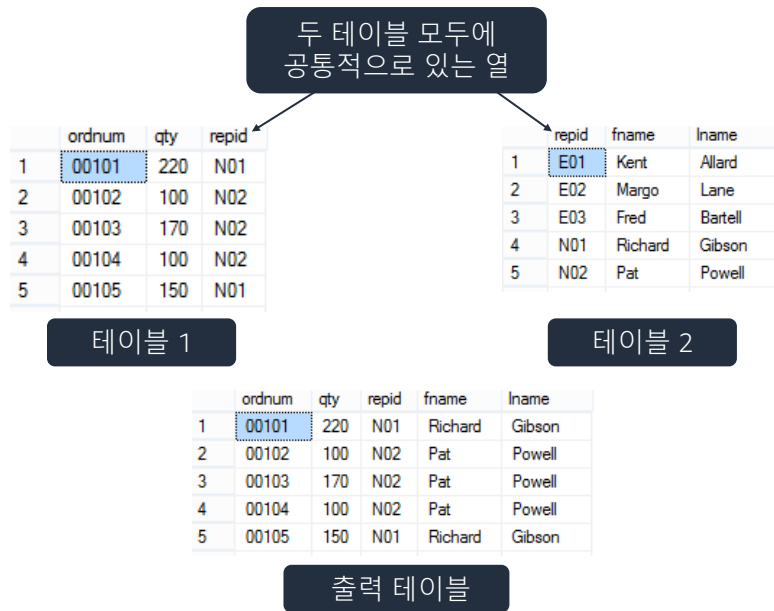 두 테이블 모두에
공통적으로 있는 열
ordnum qty repid
1 00101 220 N01
2 00102 100 N02
3 00103 170 N02
4 00104 100 N02
5 00105 150 N01
테이블 1
repid fname lname
1 E01 Kent Allard
2 E02 Margo Lane
3 E03 Fred Bartell
4 N01 Richard Gibson
5 N02 Pat Powell
테이블 2
ordnum qty repid fname lname
1 00101 220 N01 Richard Gibson
2 00102 100 N02 Pat Powell
3 00103 170 N02 Pat Powell
4 00104 100 N02 Pat Powell
5 00105 150 N01 Richard Gibson
출력 테이블